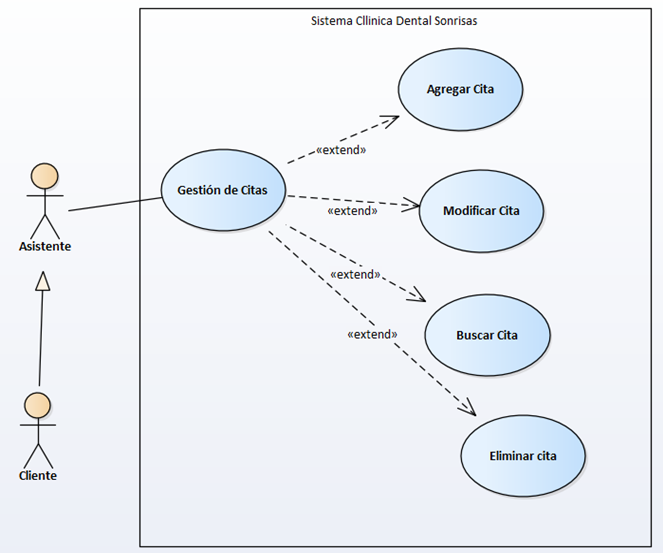 Sistema Cllinica Dental Sonrisas
Agregar Cita
«extend»
Gestión de Citas
Modificar Cita
«extend»
Asistente
«extend»
Buscar Cita
«extend»
Eliminar cita
Cliente